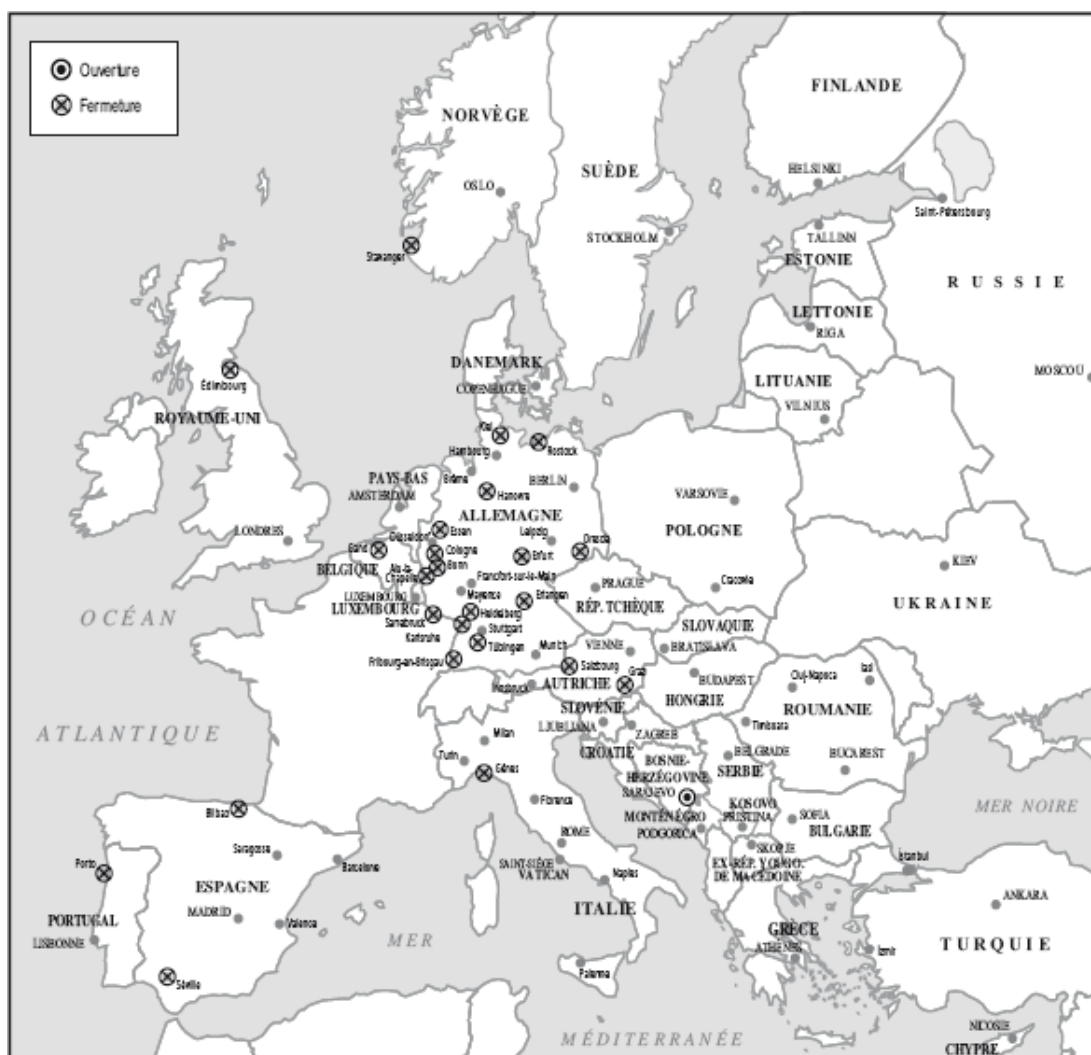 Ouverture
Fermeture
FINLANDE
NORVÈGE
SUÈDE
HELSINKI
OSLO
Saint-Pétersbourg
STOCKHOLM
TALLINN
ESTONIE
Stavanger
RUSSIE
LETTONIE
RIGA
DANEMARK
COPENHAGUE
MOSCOU
LITUANIE
VILNIUS
Édimbourg
ROYAUME-UNI
Kiel
Rostock
Hambourg
Brême
PAYS-BAS
AMSTERDAM
Hanovre
BERLIN
VARSOVIE
ALLEMAGNE
POLOGNE
LONDRES
Essen
Düsseldorf
Leipzig
Dresde
Gand
Cologne
Erfurt
BELGIQUE
Bonn
Aix-la-
Chapelle
Francfort-sur-le-Main
PRAGUE
Cracovie
KIEV
LUXEMBOURG
Mayence
Erlangen
RÉP. TCHÈQUE
UKRAINE
LUXEMBOURG
Heidelberg
OCÉAN
Sarrebruck
SLOVAQUIE
Karlsruhe
Stuttgart
Tübingen
Munich
VIENNE
BRATISLAVA
Fribourg-en-Brisgau
Salzbourg
Graz
BUDAPEST
Cluj-Napoca
Iasi
Innsbruck
AUTRICHE
HONGRIE
ROUMANIE
SLOVÉNIE
LJUBLJANA
ZAGREB
Timisoara
ATLANTIQUE
Milan
CROATIE
BELGRADE
BUCAREST
Turin
BOSNIE-
HERZÉGOVINE
SERBIE
Gênes
SARAJEVO
Florence
KOSOVO
MER NOIRE
Bilbao
MONTÉNÉGRO
PRISTINA
SOFIA
PODGORICA
BULGARIE
ROME
Saragosse
Barcelone
SKOPJE
Porto
SAINT-SIÈGE
VATICAN
EX-RÉP. YOUGO.
DE MACÉDOINE
Istanbul
Naples
ESPAGNE
ANKARA
MADRID
ITALIE
PORTUGAL
Valence
GRÈCE
LISBONNE
MER
ATHÈNES
Izmir
TURQUIE
Palerme
Séville
NICOSIE
MÉDITERRANÉE
CHYPRE